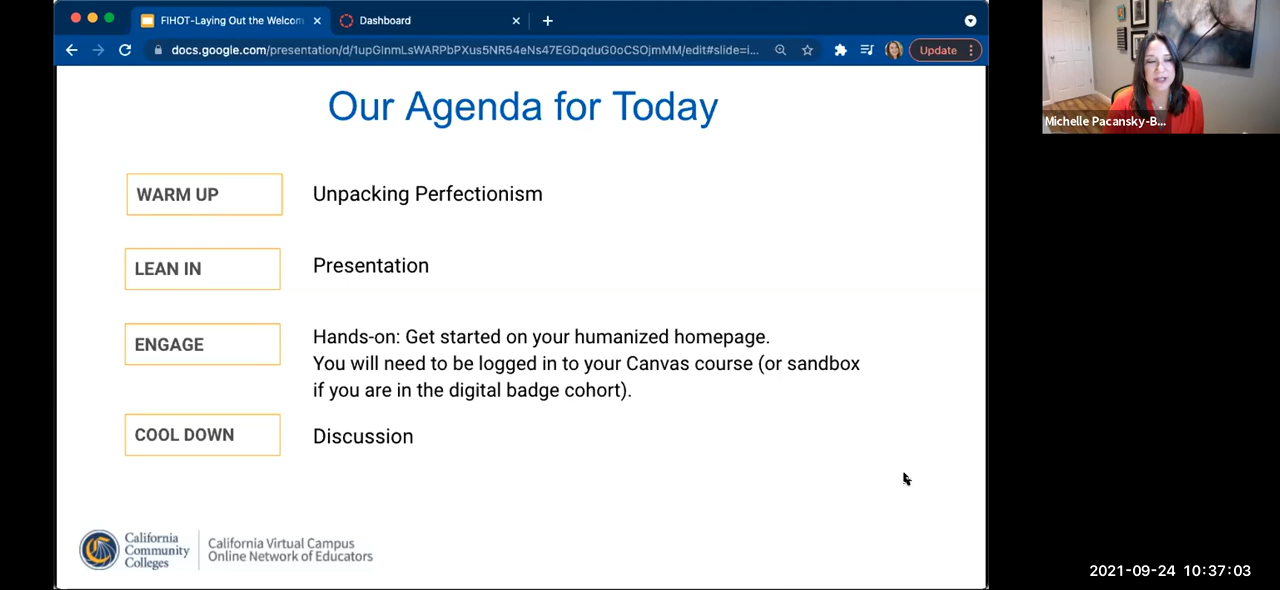 FIHOT-Laying Out the Welcom
Dashboard
docs.google.com/presentation/d/1upGlnmLsWARPbPXus5NR54eNs47EGDqduG0oCSOjmMM/edit#slide=i...
Update
Our Agenda for Today
WARM UP
Unpacking Perfectionism
LEAN IN
Presentation
ENGAGE
Hands-on: Get started on your humanized homepage.
You will need to be logged in to your Canvas course (or sandbox
if you are in the digital badge cohort).
COOL DOWN
Discussion
California
Community
Colleges
California Virtual Campus
Online Network of Educators
Michelle Pacansky-B...
2021-09-24 10:37:03